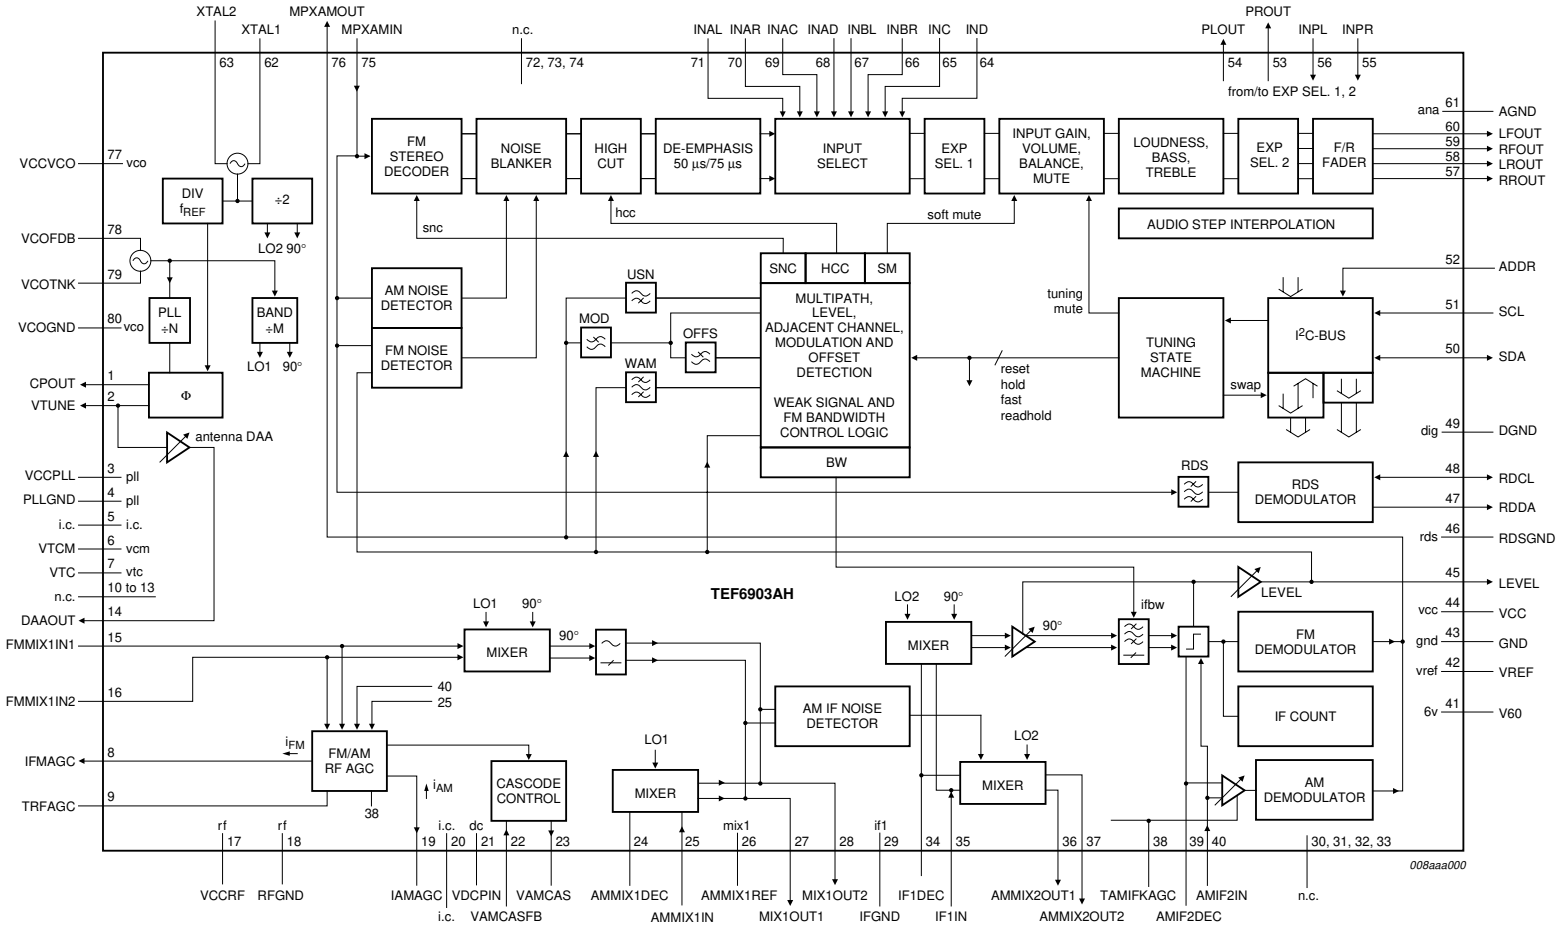 XTAL2
MPXAMOUT
XTAL1
MPXAMIN
n.c.
INAL
INAR
INAC
INAD
INBL
INBR
INC
IND
PLOUT
PROUT
INPL
INPR
63
62
76
75
72, 73, 74
71
70
69
68
67
66
65
64
54
53
56
55
from/to EXP SEL. 1, 2
ana
61
AGND
60
LFOUT
59
RFOUT
58
LROUT
57
RROUT
VCCVCO
77
vco
FM
STEREO
DECODER
NOISE
BLANKER
HIGH
CUT
DE-EMPHASIS
50 µs/75 µs
INPUT
SELECT
EXP
SEL. 1
INPUT GAIN,
VOLUME,
BALANCE,
MUTE
LOUDNESS,
BASS,
TREBLE
EXP
SEL. 2
F/R
FADER
DIV
fREF
÷2
LO2
90°
snc
hcc
soft mute
AUDIO STEP INTERPOLATION
VCOFDB
78
VCOTNK
79
VCOGND
80
vco
PLL
÷N
BAND
÷M
LO1
90°
AM NOISE
DETECTOR
FM NOISE
DETECTOR
USN
MOD
OFFS
WAM
SNC
HCC
SM
MULTIPATH,
LEVEL,
ADJACENT CHANNEL,
MODULATION AND
OFFSET
DETECTION
WEAK SIGNAL AND
FM BANDWIDTH
CONTROL LOGIC
BW
tuning
mute
TUNING
STATE
MACHINE
reset
hold
fast
readhold
swap
I2C-BUS
52
ADDR
51
SCL
50
SDA
dig
49
DGND
CPOUT
1
VTUNE
2
Φ
antenna DAA
VCCPLL
3
pll
PLLGND
4
pll
i.c.
5
i.c.
VTCM
6
vcm
VTC
7
vtc
n.c.
10 to 13
DAAOUT
14
RDS
RDS
DEMODULATOR
48
RDCL
47
RDDA
rds
46
RDSGND
TEF6903AH
LEVEL
45
LEVEL
vcc
44
VCC
gnd
43
GND
vref
42
VREF
6v
41
V60
FMMIX1IN1
15
FMMIX1IN2
16
LO1
90°
MIXER
90°
LO2
90°
MIXER
90°
ifbw
FM
DEMODULATOR
IF COUNT
40
25
IFMAGC
8
iFM
FM/AM
RF AGC
iAM
38
TRFAGC
9
CASCODE
CONTROL
LO1
MIXER
AM IF NOISE
DETECTOR
LO2
MIXER
AM
DEMODULATOR
rf
17
rf
18
19
i.c.
20
dc
21
22
23
24
25
mix1
26
27
28
if1
29
34
35
36
37
38
39
40
30, 31, 32, 33
008aaa000
VCCRF
RFGND
IAMAGC
i.c.
VDCPIN
VAMCASFB
VAMCAS
AMMIX1DEC
AMMIX1IN
AMMIX1REF
MIX1OUT1
MIX1OUT2
IFGND
IF1DEC
IF1IN
AMMIX2OUT1
AMMIX2OUT2
TAMIFKAGC
AMIF2DEC
AMIF2IN
n.c.